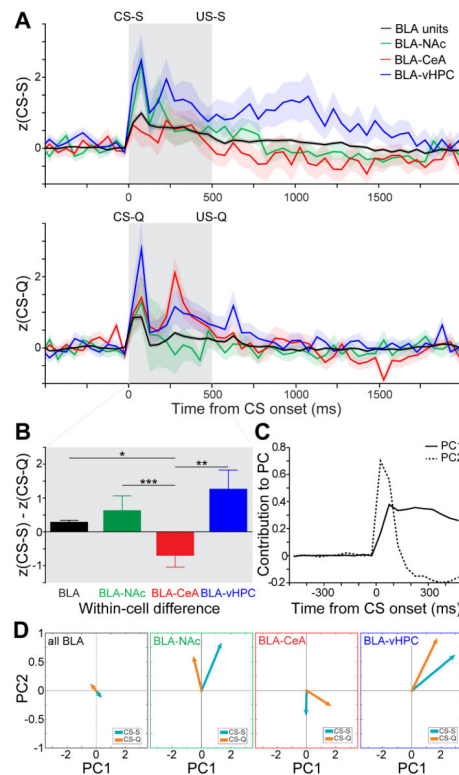 A
CS-S US-S
BLA units
BLA-NAc
BLA-CeA
BLA-vHPC
z(CS-S)
2
1
0
0 500 1000 1500
CS-Q US-Q
z(CS-Q)
2
1
0
0 500 1000 1500
Time from CS onset (ms)
B
z(CS-S) - z(CS-Q)
2
1
0
-1
* ** ***
BLA BLA-NAc BLA-CeA BLA-vHPC
Within-cell difference
C
Contribution to PC
PC1
PC2
0.8
0.6
0.4
0.2
0
-400 0 400
Time from CS onset (ms)
D
PC2
1
0.5
0
-0.5
-1
all BLA BLA-NAc BLA-CeA BLA-vHPC
CS-S CS-S CS-S CS-S
CS-Q CS-Q CS-Q CS-Q
-2 0 2 -2 0 2 -2 0 2 -2 0 2
PC1 PC1 PC1 PC1